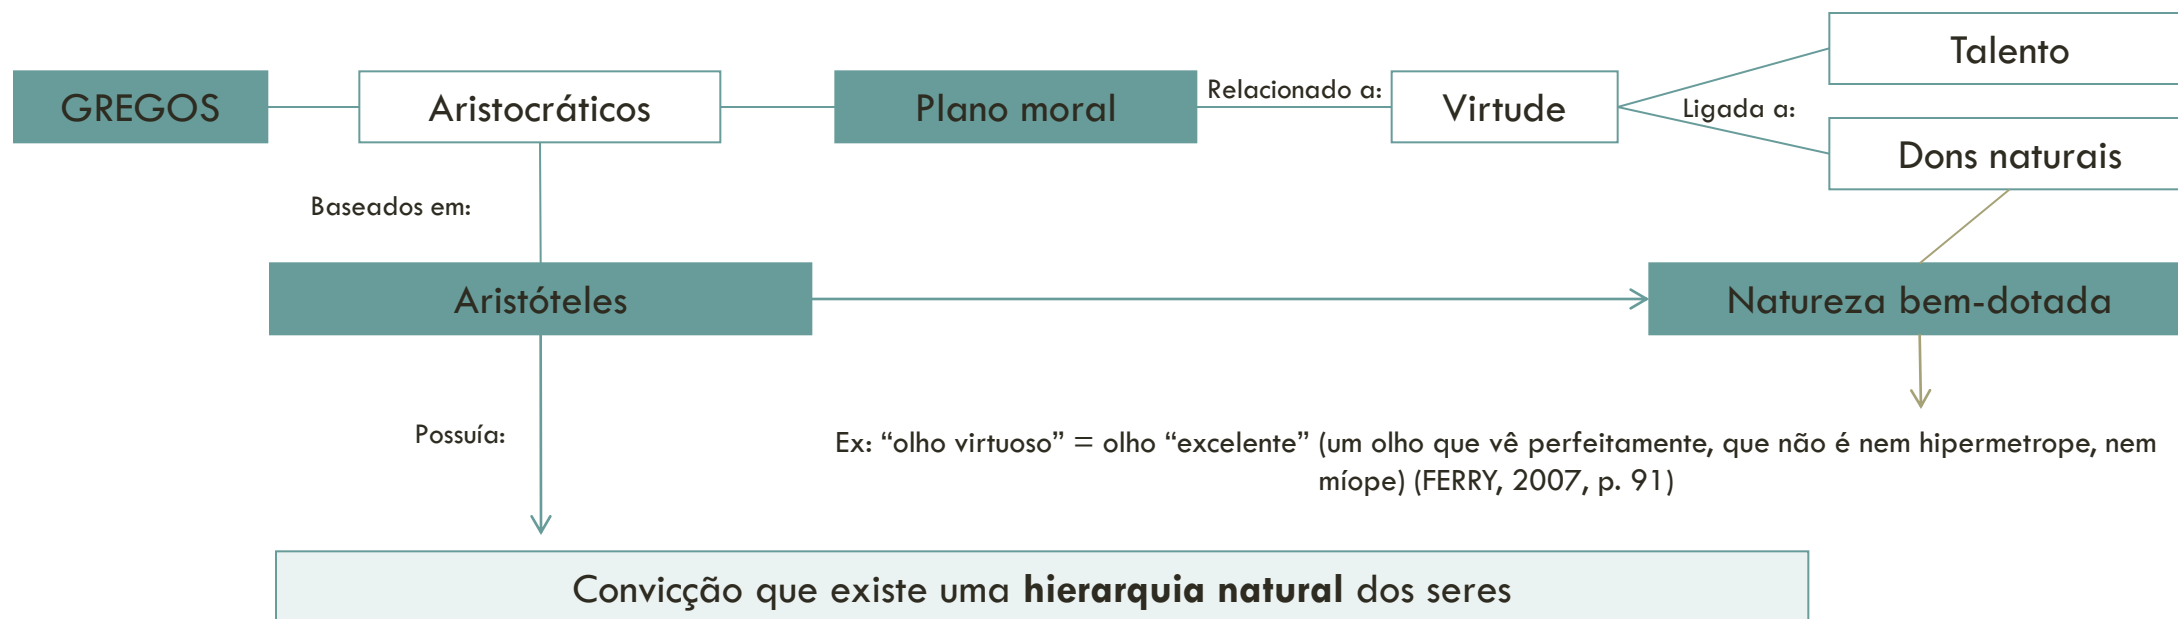 Talento
GREGOS
Aristocráticos
Plano moral
Relacionado a:
Virtude
Ligada a:
Dons naturais
Baseados em:
Aristóteles
Natureza bem-dotada
Possuía:
Ex: “olho virtuoso” = olho “excelente” (um olho que vê perfeitamente, que não é nem hipermetrope, nem
míope) (FERRY, 2007, p. 91)
Convicção que existe uma hierarquia natural dos seres